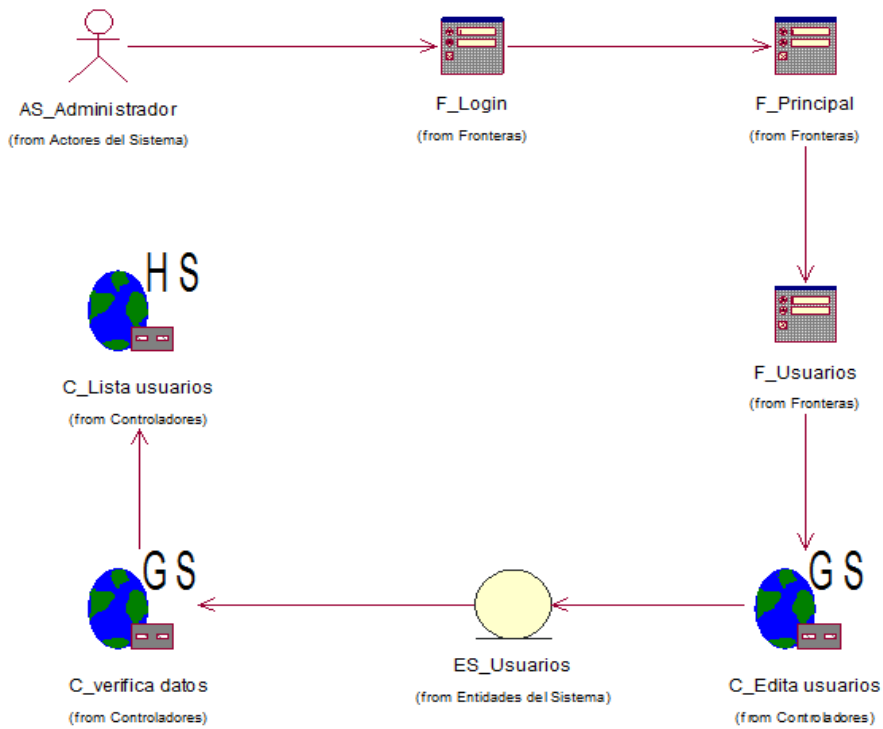 AS_Administrador
(from Actores del Sistema)
F_Login
(from Fronteras)
F_Principal
(from Fronteras)
H S
C_Lista usuarios
(from Controladores)
F_Usuarios
(from Fronteras)
G S
C_verifica datos
(from Controladores)
ES_Usuarios
(from Entidades del Sistema)
G S
C_Edita usuarios
(from Controladores)